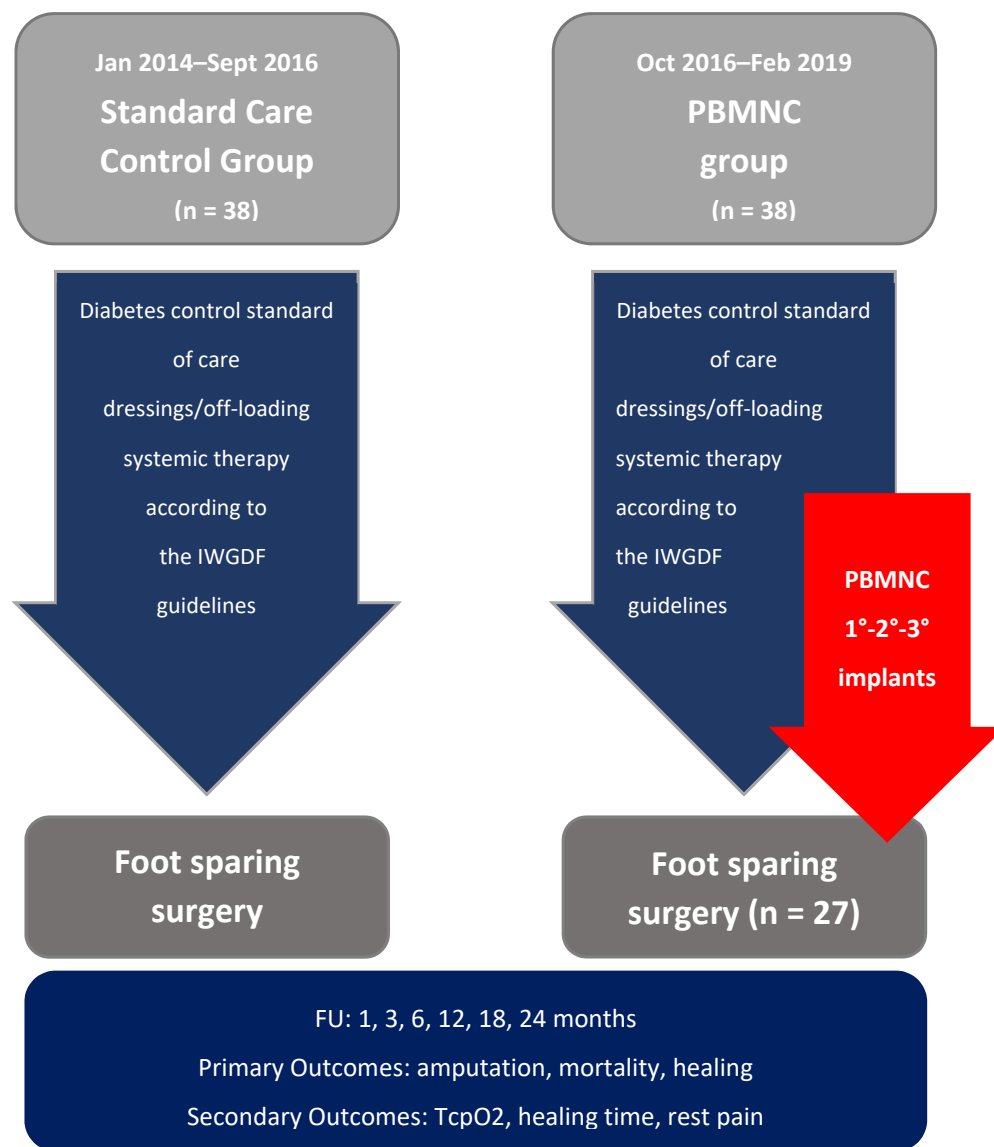 Jan 2014–Sept 2016
Standard Care
Control Group
(n = 38)
Oct 2016–Feb 2019
PBMNC
group
(n = 38)
Diabetes control standard
of care
dressings/off-loading
systemic therapy
according to
the IWGDF
guidelines
Diabetes control standard
of care
dressings/off-loading
systemic therapy
according to
the IWGDF
guidelines
PBMNC
1°-2°-3°
implants
Foot sparing
surgery
Foot sparing
surgery (n = 27)
FU: 1, 3, 6, 12, 18, 24 months
Primary Outcomes: amputation, mortality, healing
Secondary Outcomes: TcpO2, healing time, rest pain